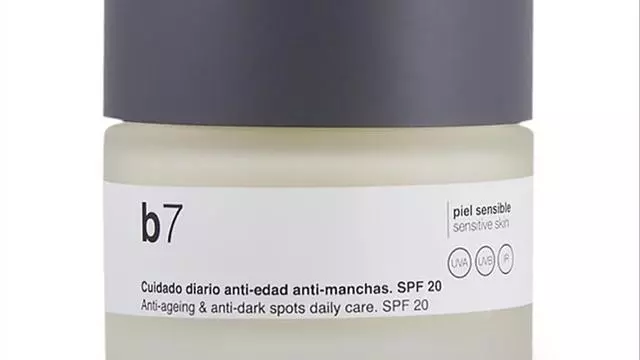 b7
piel sensible
sensitive skin
UVA UVB IR
Cuidado diario anti-edad anti-manchas. SPF 20
Anti-ageing & anti-dark spots daily care. SPF 20